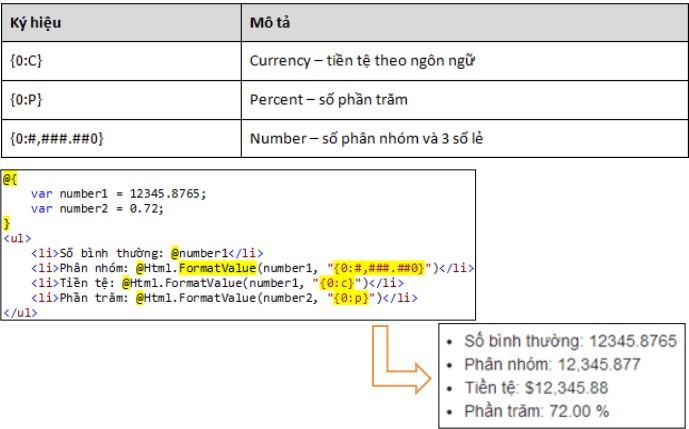 Ký hiệu Mô tả
{0:C} Currency – tiền tệ theo ngôn ngữ
{0:P} Percent – số phần trăm
{0:#,###.##0} Number – số phân nhóm và 3 số lẻ
@{
var number1 = 12345.8765;
var number2 = 0.72;
}
<ul>
<li>Số bình thường: @number1</li>
<li>Phân nhóm: @Html.FormatValue(number1, "{0:#,###.##0}")</li>
<li>Tiền tệ: @Html.FormatValue(number1, "{0:c}")</li>
<li>Phần trăm: @Html.FormatValue(number2, "{0:p}")</li>
</ul>
• Số bình thường: 12345.8765
• Phân nhóm: 12,345.877
• Tiền tệ: $12,345.88
• Phần trăm: 72.00 %